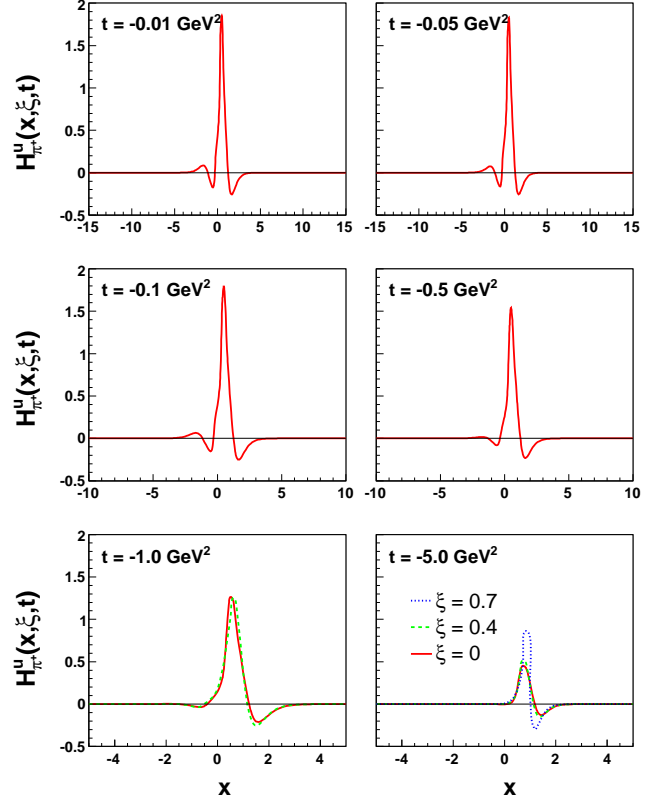 t = -0.01 GeV²
t = -0.05 GeV²
H^u_π+(x,ξ,t)
2
1.5
1
0.5
0
-0.5
-15 -10 -5 0 5 10 15
-15 -10 -5 0 5 10 15
t = -0.1 GeV²
t = -0.5 GeV²
H^u_π+(x,ξ,t)
2
1.5
1
0.5
0
-0.5
-10 -5 0 5 10
-10 -5 0 5 10
t = -1.0 GeV²
t = -5.0 GeV²
H^u_π+(x,ξ,t)
2
1.5
1
0.5
0
-0.5
ξ = 0.7
ξ = 0.4
ξ = 0
-4 -2 0 2 4
-4 -2 0 2 4
x
x